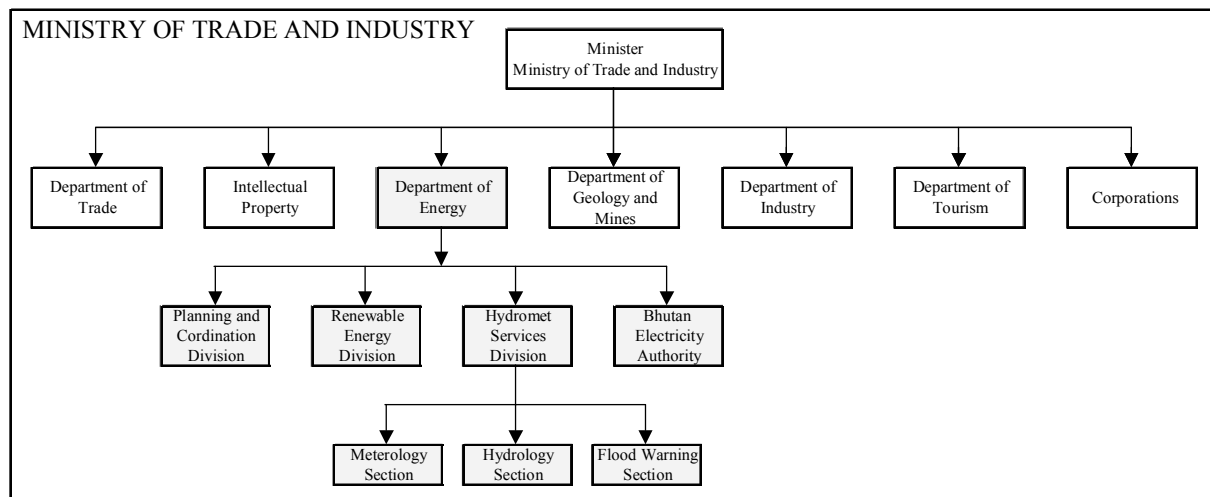 MINISTRY OF TRADE AND INDUSTRY
Minister
Ministry of Trade and Industry
Department of
Trade
Intellectual
Property
Department of
Energy
Department of
Geology and
Mines
Department of
Industry
Department of
Tourism
Corporations
Planning and
Cordination
Division
Renewable
Energy
Division
Hydromet
Services
Division
Bhutan
Electricity
Authority
Meterology
Section
Hydrology
Section
Flood Warning
Section